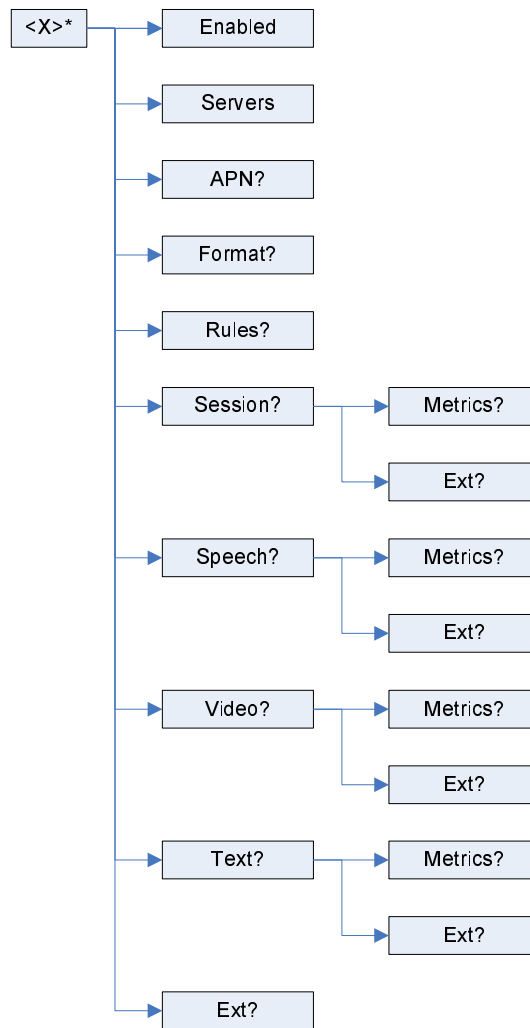 <X>*
Enabled
Servers
APN?
Format?
Rules?
Session?
Metrics?
Ext?
Speech?
Metrics?
Ext?
Video?
Metrics?
Ext?
Text?
Metrics?
Ext?
Ext?